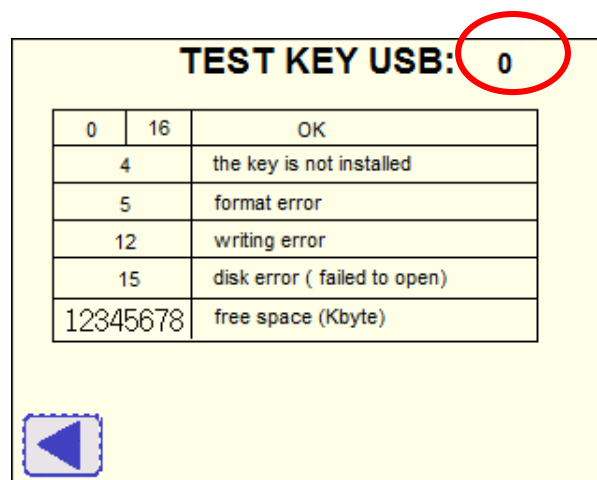 TEST KEY USB: 0
0 16 OK
4 the key is not installed
5 format error
12 writing error
15 disk error ( failed to open)
12345678 free space (Kbyte)